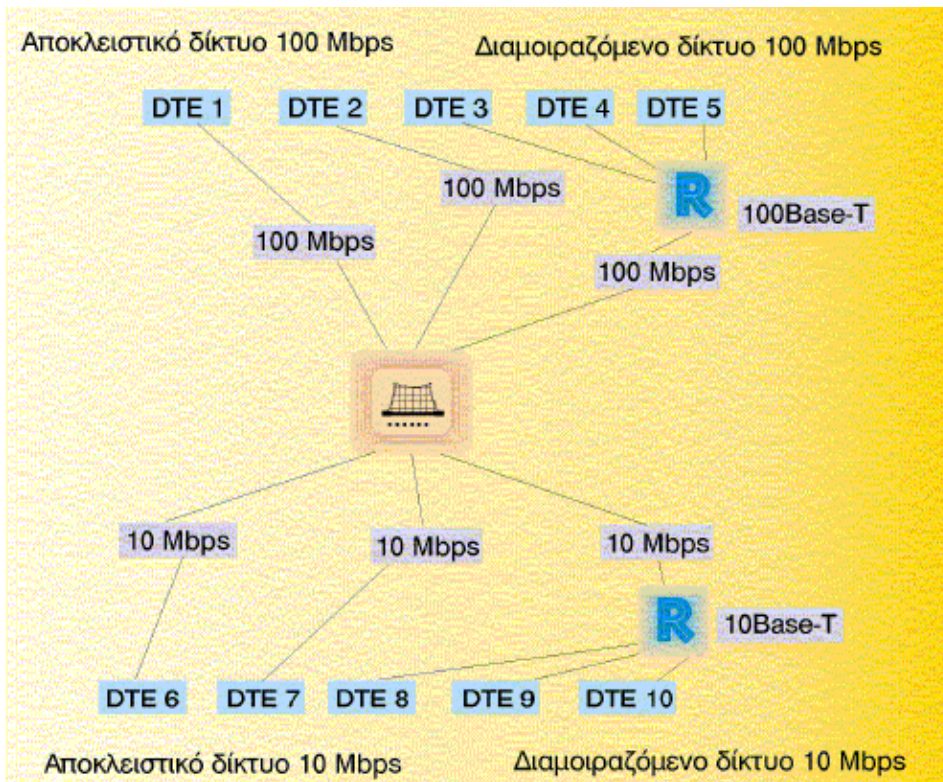 Αποκλειστικό δίκτυο 100 Mbps
Διαμοιραζόμενο δίκτυο 100 Mbps
DTE 1
DTE 2
DTE 3
DTE 4
DTE 5
100 Mbps
R
100Base-T
100 Mbps
100 Mbps
10 Mbps
10 Mbps
10 Mbps
R
10Base-T
DTE 6
DTE 7
DTE 8
DTE 9
DTE 10
Αποκλειστικό δίκτυο 10 Mbps
Διαμοιραζόμενο δίκτυο 10 Mbps